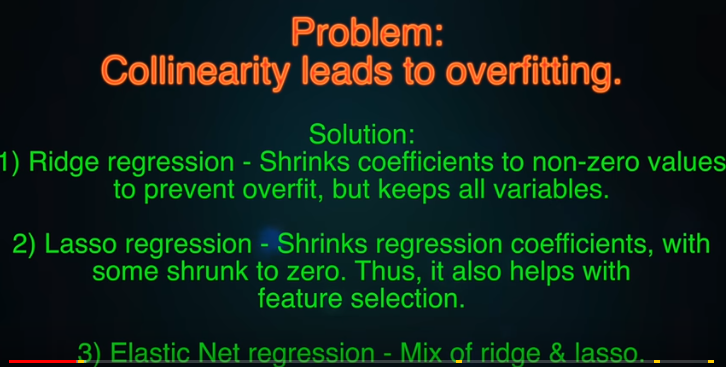 Problem:
Collinearity leads to overfitting.
Solution:
1) Ridge regression - Shrinks coefficients to non-zero values
to prevent overfit, but keeps all variables.
2) Lasso regression - Shrinks regression coefficients, with
some shrunk to zero. Thus, it also helps with
feature selection.
3) Elastic Net regression - Mix of ridge & lasso.